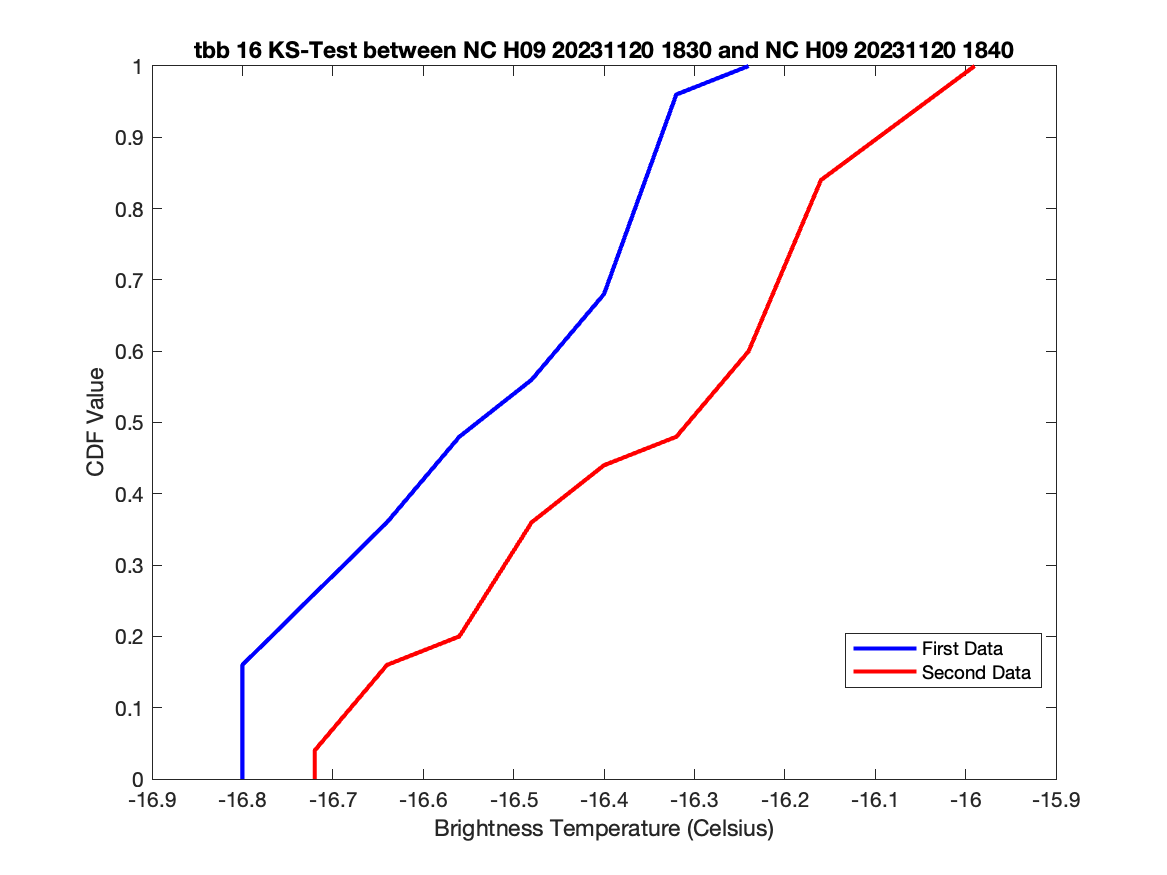 tbb 16 KS-Test between NC H09 20231120 1830 and NC H09 20231120 1840
1
0.9
0.8
0.7
0.6
0.5
0.4
0.3
0.2
0.1
0
CDF Value
First Data
Second Data
-16.9 -16.8 -16.7 -16.6 -16.5 -16.4 -16.3 -16.2 -16.1 -16 -15.9
Brightness Temperature (Celsius)